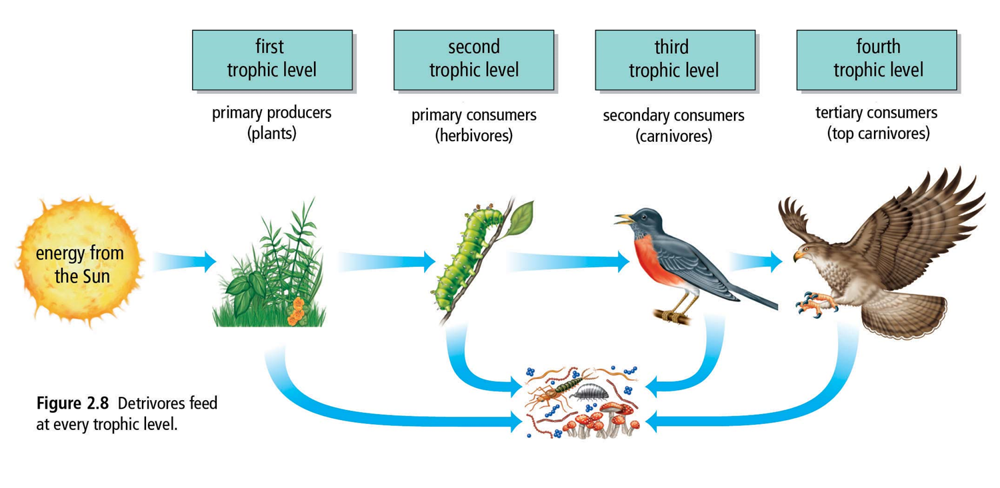 first
trophic level
second
trophic level
third
trophic level
fourth
trophic level
primary producers
(plants)
primary consumers
(herbivores)
secondary consumers
(carnivores)
tertiary consumers
(top carnivores)
energy from
the Sun
Figure 2.8 Detrivores feed
at every trophic level.